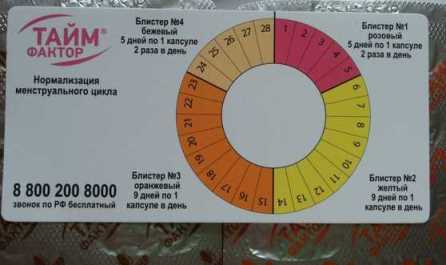 ТАЙМ
ФАКТОР
Нормализация
менструального цикла
8 800 200 8000
звонок по РФ бесплатный
Блистер №4
бежевый
5 дней по 1 капсуле
2 раза в день
Блистер №1
розовый
5 дней по 1 капсуле
2 раза в день
Блистер №3
оранжевый
9 дней по 1
капсуле в день
Блистер №2
желтый
9 дней по 1
капсуле в день
1
2
3
4
5
6
7
8
9
10
11
12
13
14
15
16
17
18
19
20
21
22
23
24
25
26
27
28